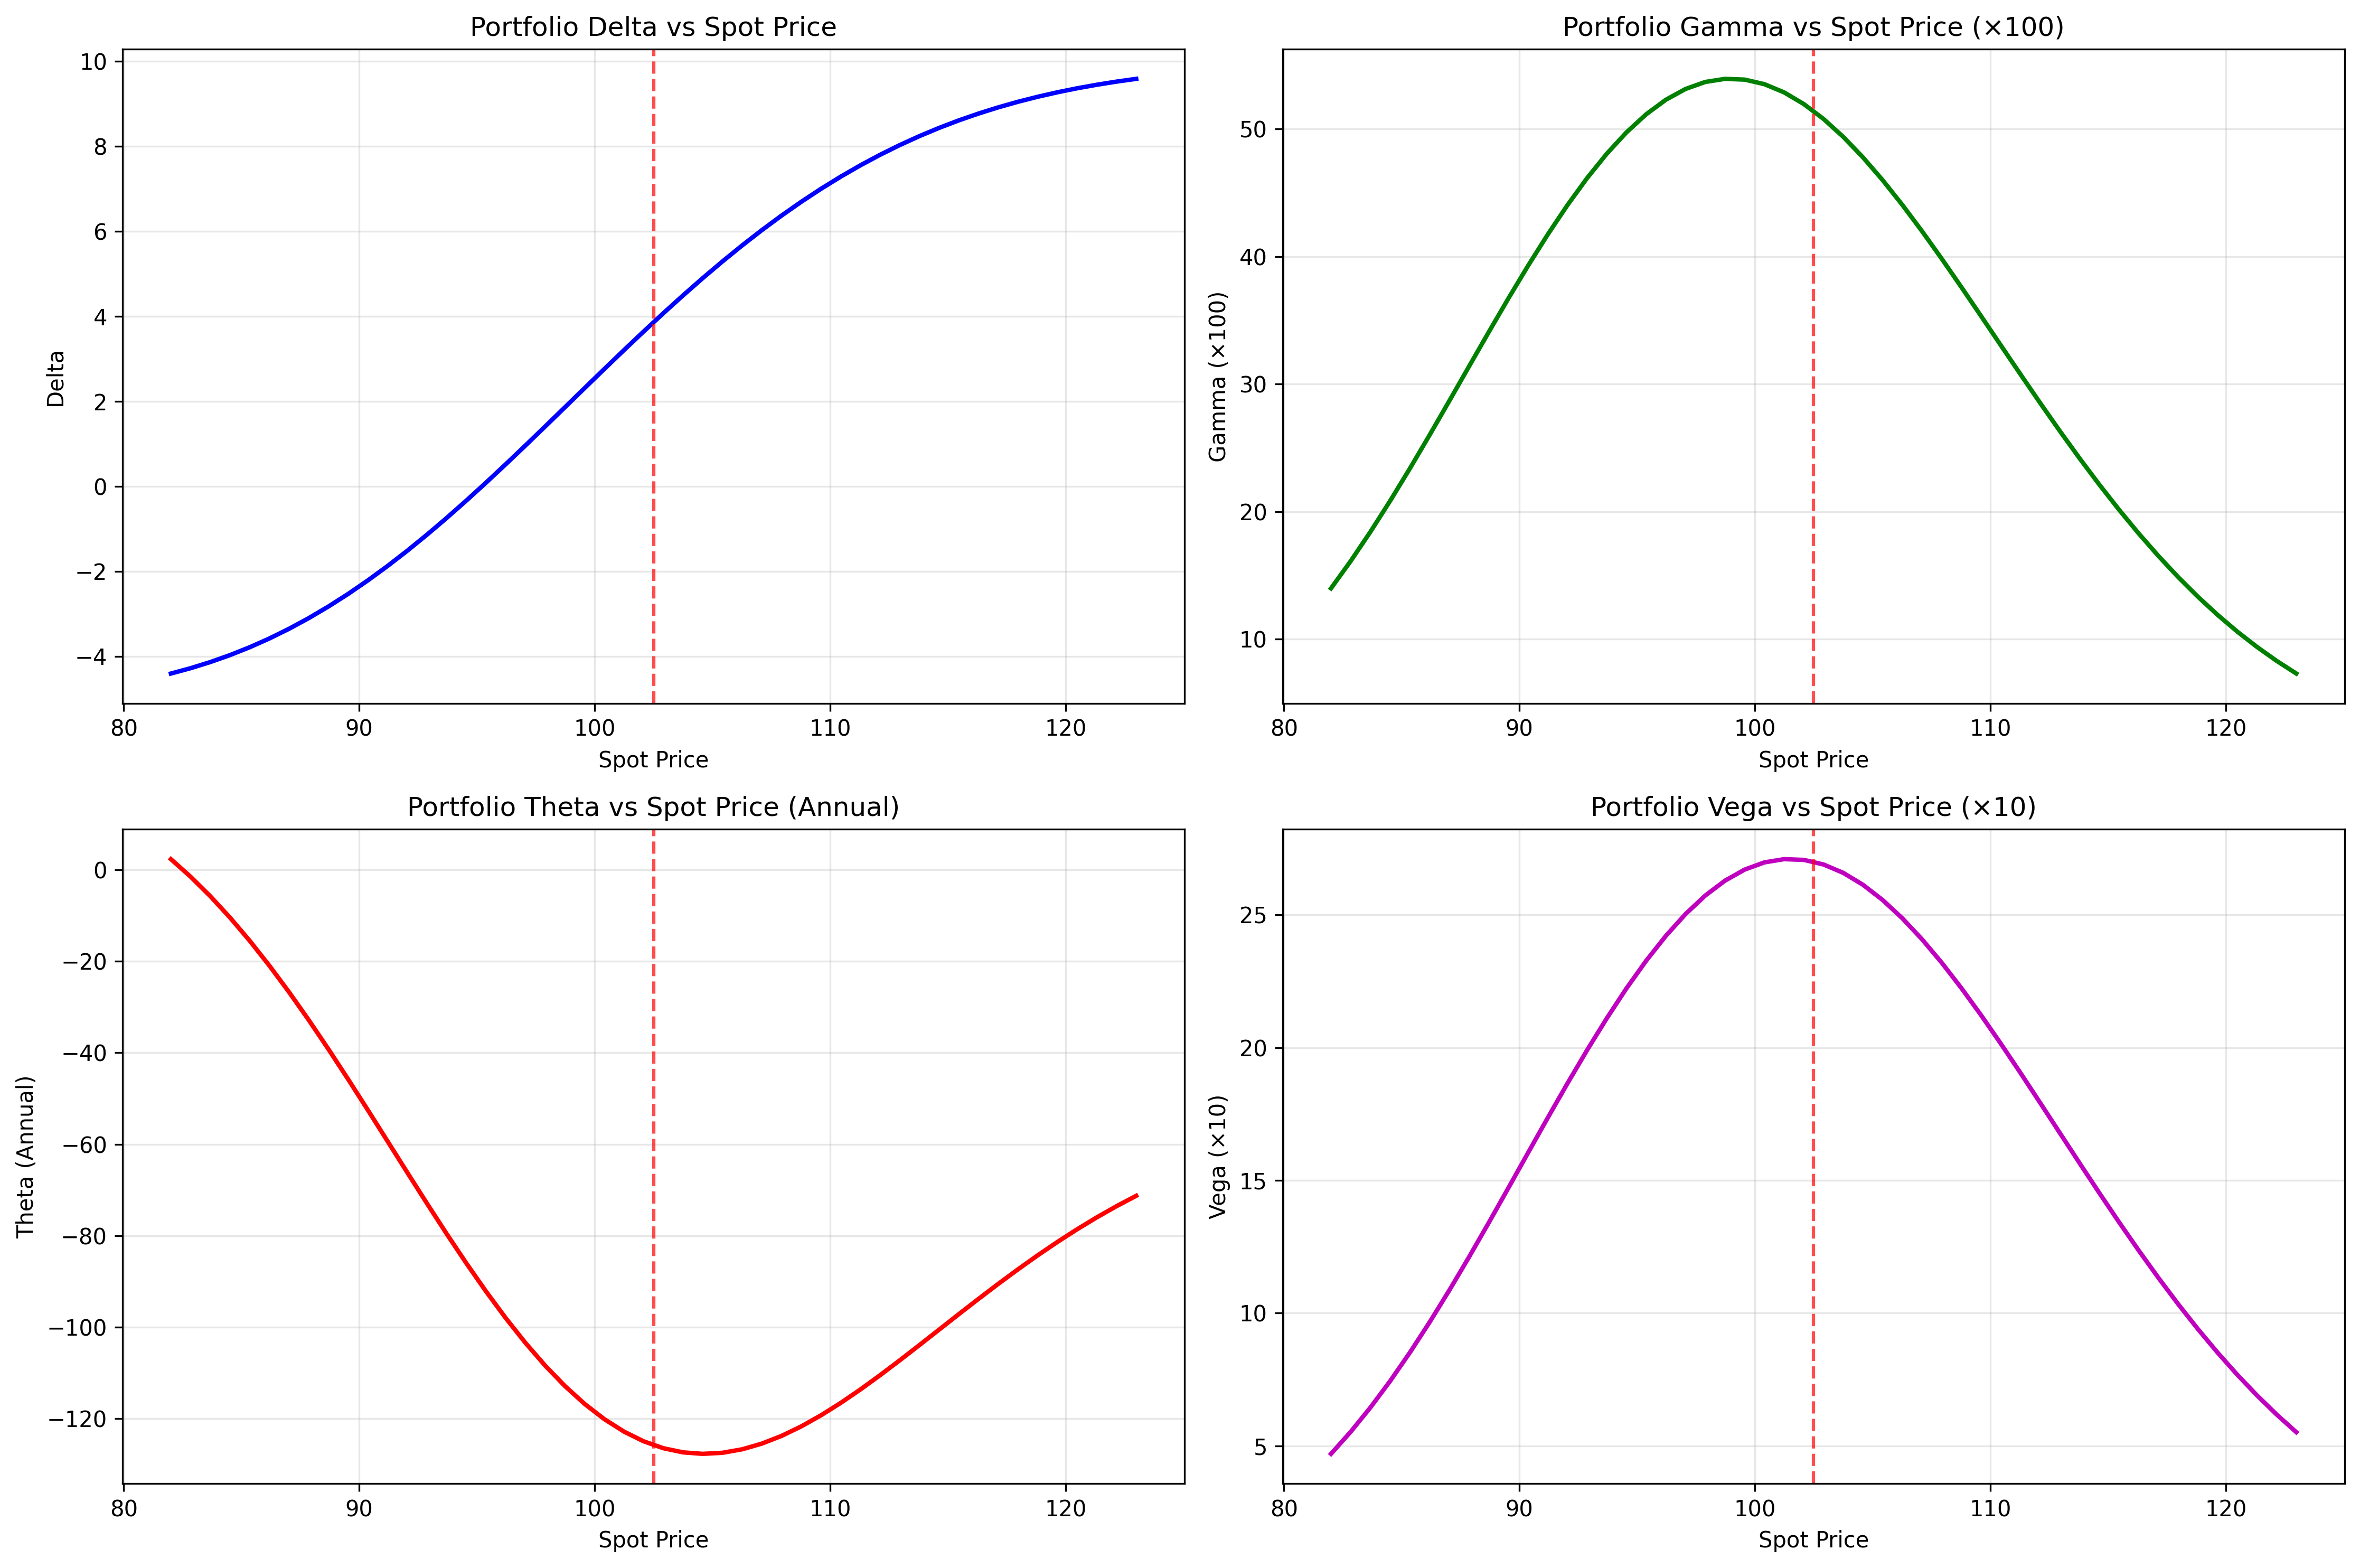 Portfolio Delta vs Spot Price
10
8
6
4
2
0
−2
−4
Delta
80 90 100 110 120
Spot Price
Portfolio Gamma vs Spot Price (×100)
50
40
30
20
10
Gamma (×100)
80 90 100 110 120
Spot Price
Portfolio Theta vs Spot Price (Annual)
0
−20
−40
−60
−80
−100
−120
Theta (Annual)
80 90 100 110 120
Spot Price
Portfolio Vega vs Spot Price (×10)
25
20
15
10
5
Vega (×10)
80 90 100 110 120
Spot Price